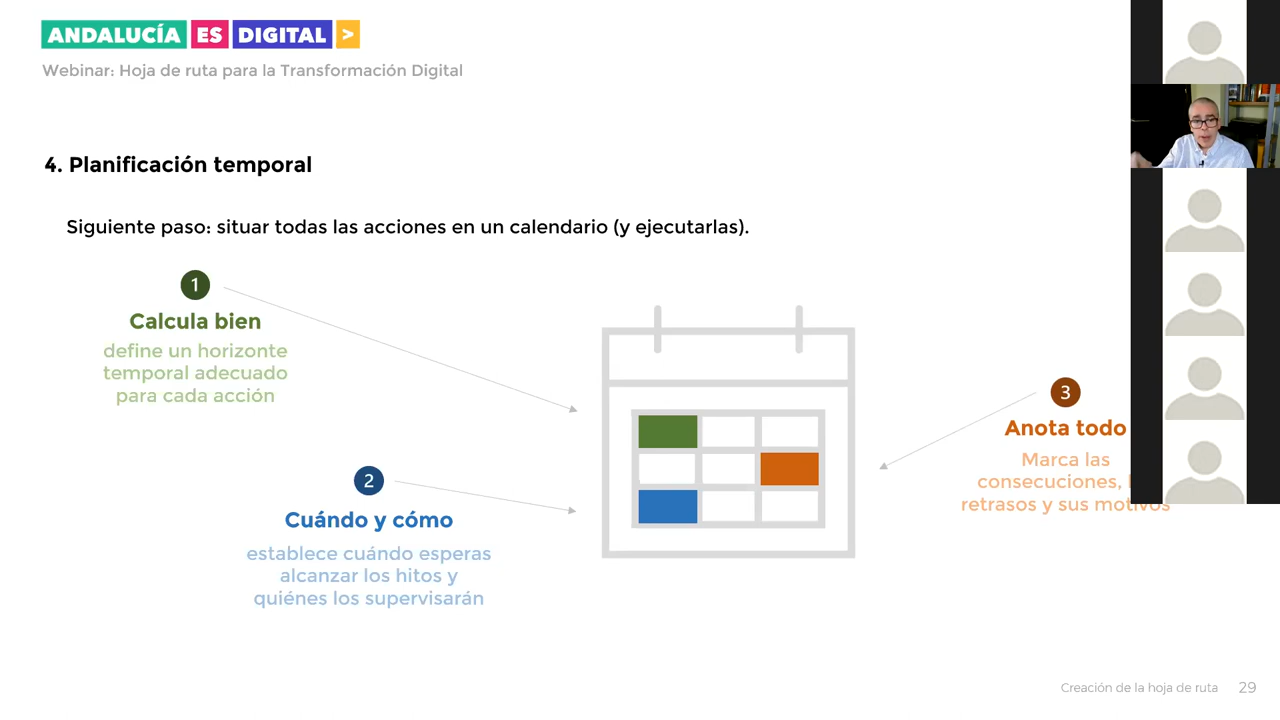 ANDALUCÍA ES DIGITAL >
Webinar: Hoja de ruta para la Transformación Digital
4. Planificación temporal
Siguiente paso: situar todas las acciones en un calendario (y ejecutarlas).
1
Calcula bien
define un horizonte
temporal adecuado
para cada acción
2
Cuándo y cómo
establece cuándo esperas
alcanzar los hitos y
quiénes los supervisarán
3
Anota todo
Marca las
consecuciones,
retrasos y sus motivos
Creación de la hoja de ruta 29